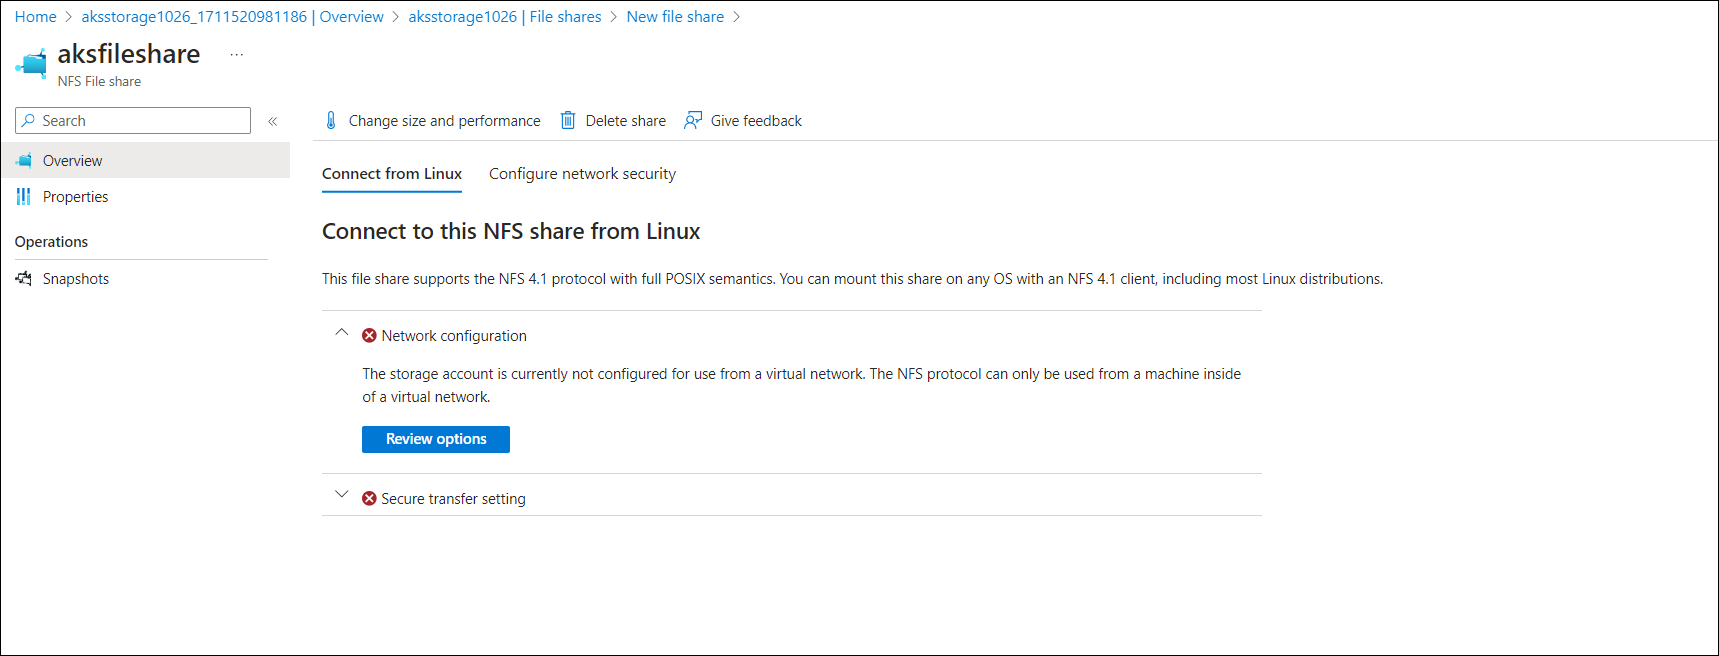 Home > aksstorage1026_1711520981186 | Overview > aksstorage1026 | File shares > New file share >
aksfileshare ...
NFS File share
Search «
Overview
Properties
Operations
Snapshots
Change size and performance Delete share Give feedback
Connect from Linux Configure network security
Connect to this NFS share from Linux
This file share supports the NFS 4.1 protocol with full POSIX semantics. You can mount this share on any OS with an NFS 4.1 client, including most Linux distributions.
Network configuration
The storage account is currently not configured for use from a virtual network. The NFS protocol can only be used from a machine inside
of a virtual network.
Review options
Secure transfer setting